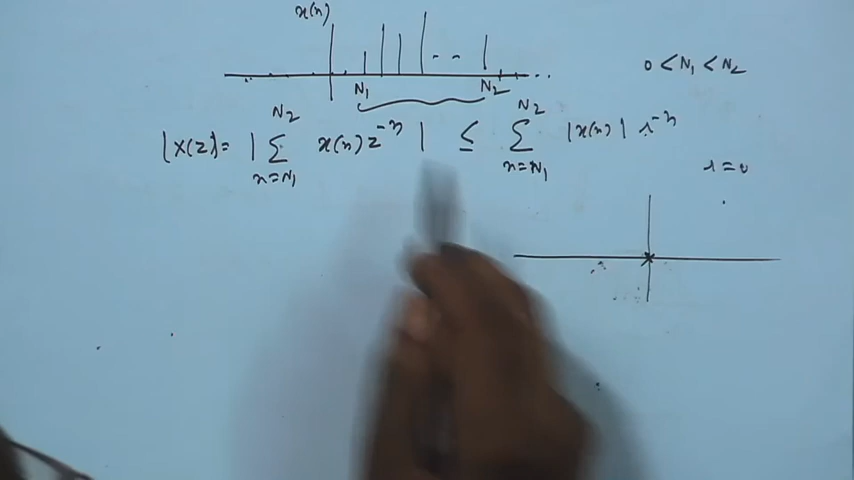 x(n)
0 < N₁ < N₂
N₁ N₂
|X(z)| = | ∑_{n=N₁}^{N₂} x(n) z⁻ⁿ | ≤ ∑_{n=N₁}^{N₂} |x(n)| r⁻ⁿ
r = 0